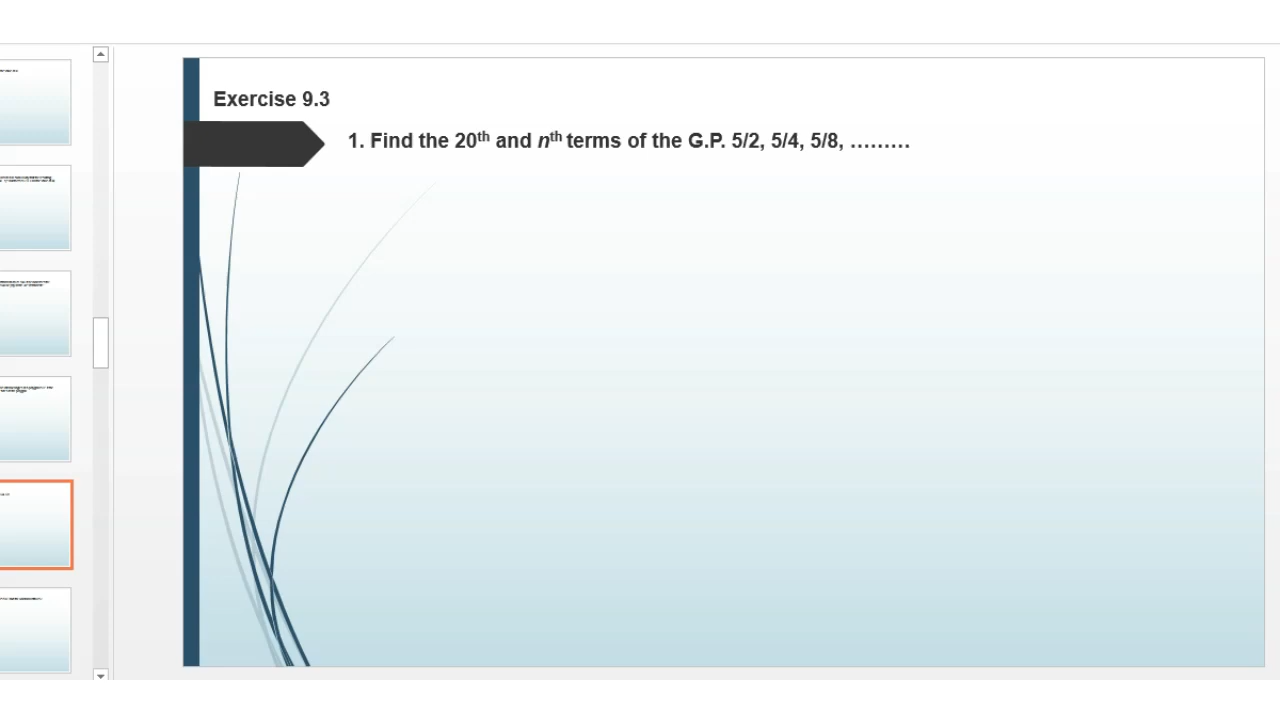 Exercise 9.3
1. Find the 20th and nth terms of the G.P. 5/2, 5/4, 5/8, ………